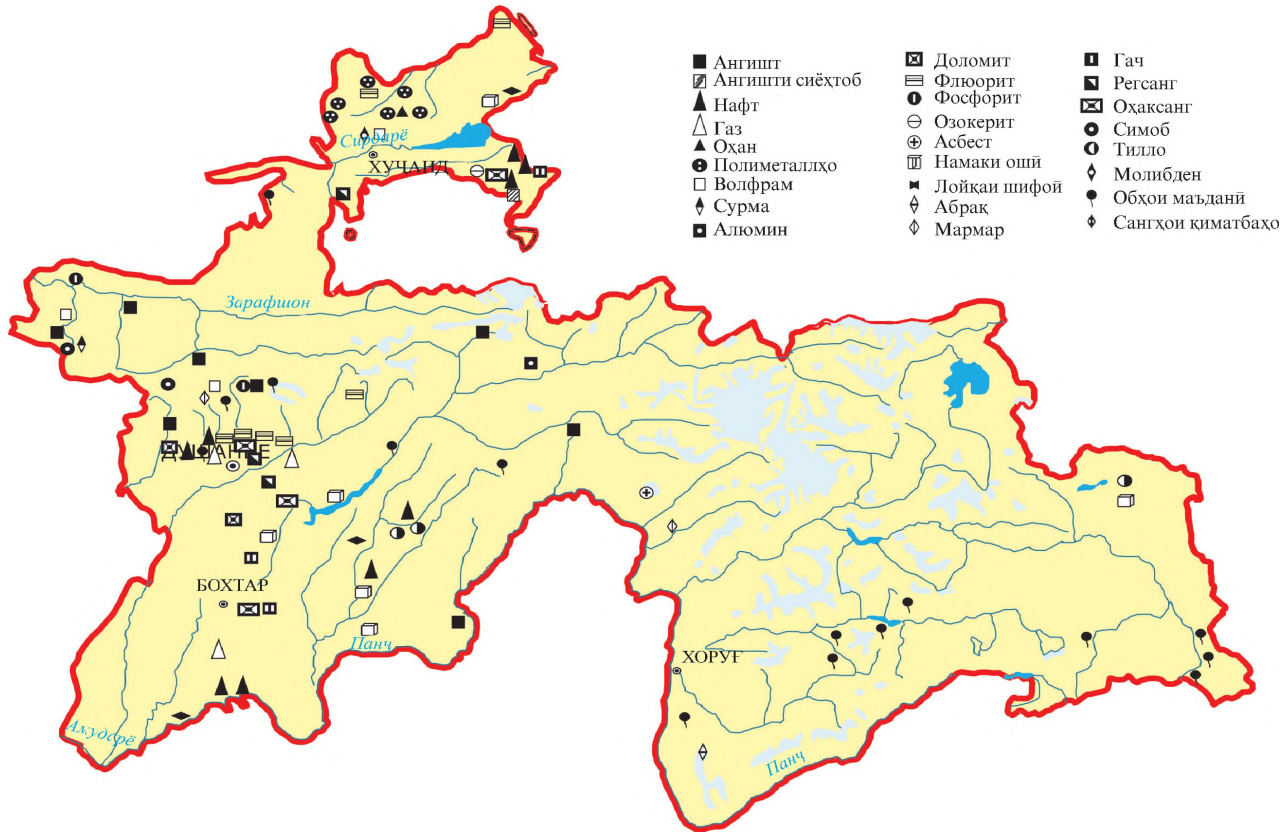 Ангишт
Ангишти сиёҳтоб
Нафт
Газ
Оҳан
Полиметаллҳо
Волфрам
Сурма
Алюмин
Доломит
Флюорит
Фосфорит
Озокерит
Асбест
Намаки ошӣ
Лойқаи шифоӣ
Абрақ
Мармар
Гач
Регсанг
Оҳаксанг
Симоб
Тилло
Молибден
Обҳои маъданӣ
Сангҳои қиматбаҳо
Сирдарё
ХУҶАНД
Зарафшон
ДУШАНБЕ
БОХТАР
Панҷ
ХОРУҒ
Амударё
Панҷ